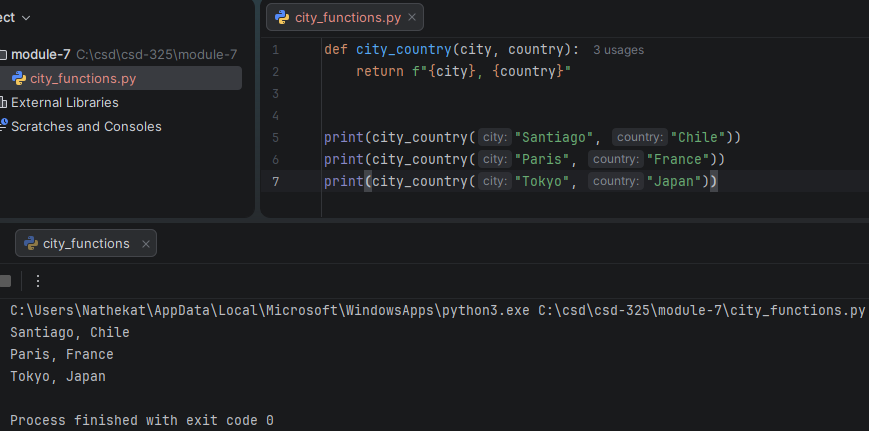 ect
module-7 C:\csd\csd-325\module-7
city_functions.py
External Libraries
Scratches and Consoles
city_functions.py ×
1 def city_country(city, country): 3 usages
2 return f"{city}, {country}"
3
4
5 print(city_country( city: "Santiago", country: "Chile"))
6 print(city_country( city: "Paris", country: "France"))
7 print(city_country( city: "Tokyo", country: "Japan"))
city_functions ×
C:\Users\Nathekat\AppData\Local\Microsoft\WindowsApps\python3.exe C:\csd\csd-325\module-7\city_functions.py
Santiago, Chile
Paris, France
Tokyo, Japan
Process finished with exit code 0